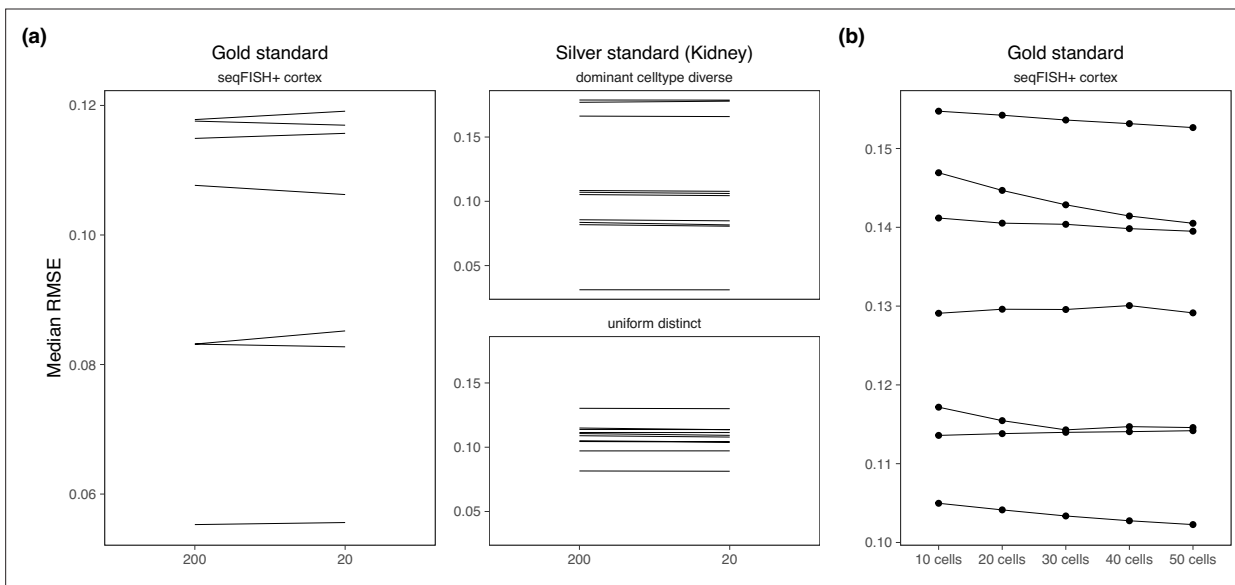 (a)
Gold standard
seqFISH+ cortex
Median RMSE
0.12
0.10
0.08
0.06
200 20
Silver standard (Kidney)
dominant celltype diverse
0.15
0.10
0.05
uniform distinct
0.15
0.10
0.05
200 20
(b)
Gold standard
seqFISH+ cortex
0.15
0.14
0.13
0.12
0.11
0.10
10 cells 20 cells 30 cells 40 cells 50 cells